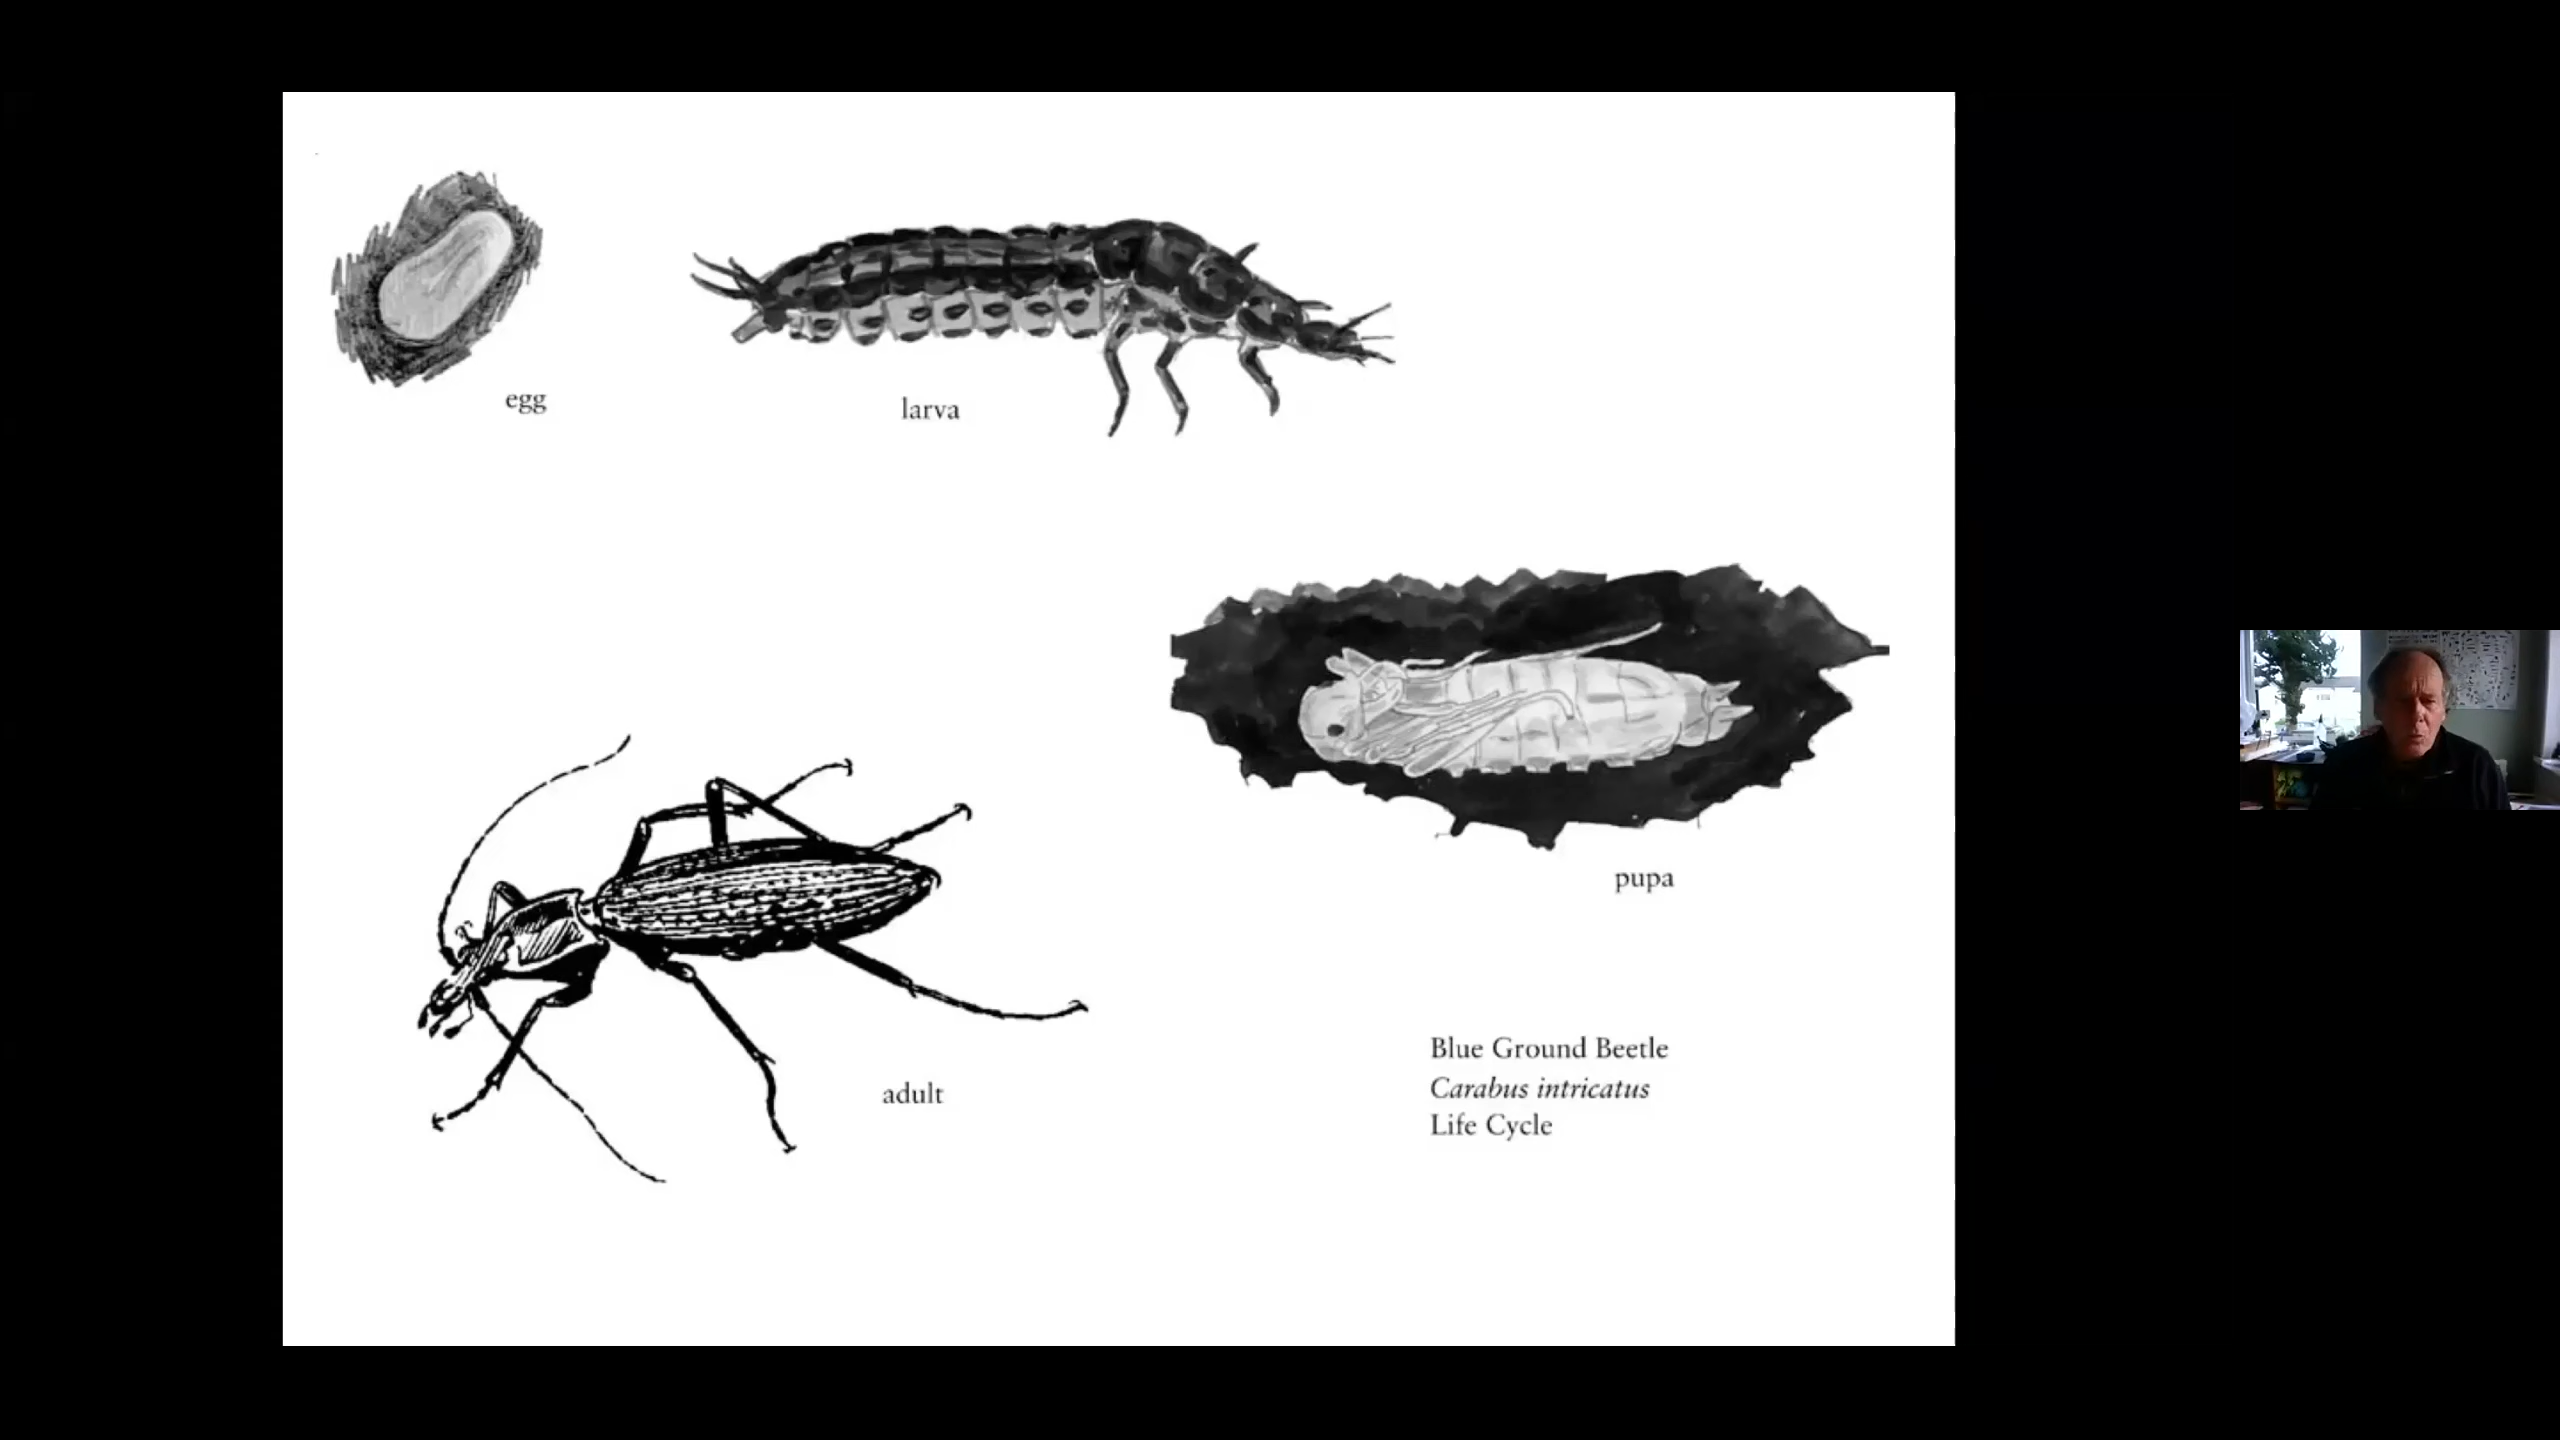 egg
larva
pupa
adult
Blue Ground Beetle
Carabus intricatus
Life Cycle